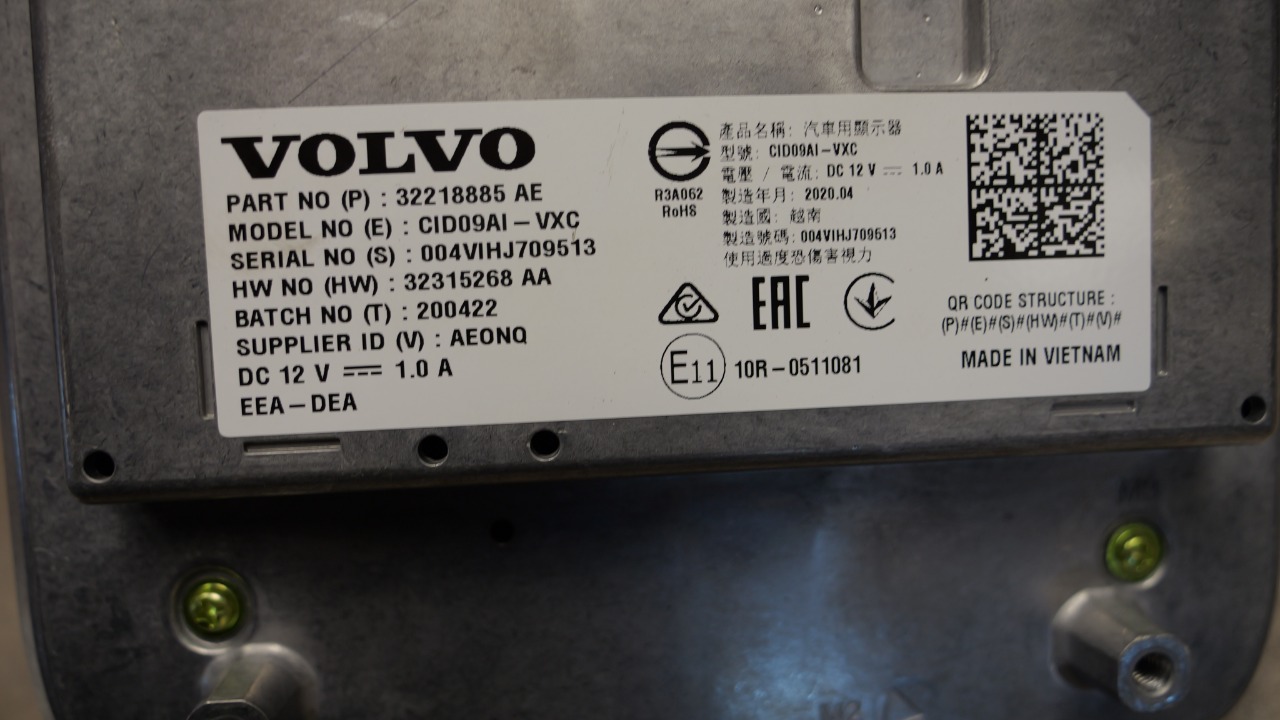 VOLVO
PART NO (P) : 32218885 AE
MODEL NO (E) : CID09AI-VXC
SERIAL NO (S) : 004VIHJ709513
HW NO (HW) : 32315268 AA
BATCH NO (T) : 200422
SUPPLIER ID (V) : AEONQ
DC 12 V ⎓ 1.0 A
EEA-DEA
R3A062
RoHS
產品名稱: 汽車用顯示器
型號: CID09AI-VXC
電壓 / 電流: DC 12 V ⎓ 1.0 A
製造年月: 2020.04
製造國: 越南
製造號碼: 004VIHJ709513
使用過度恐傷害視力
EAC
E11 10R-0511081
QR CODE STRUCTURE :
(P)#(E)#(S)#(HW)#(T)#(V)#
MADE IN VIETNAM